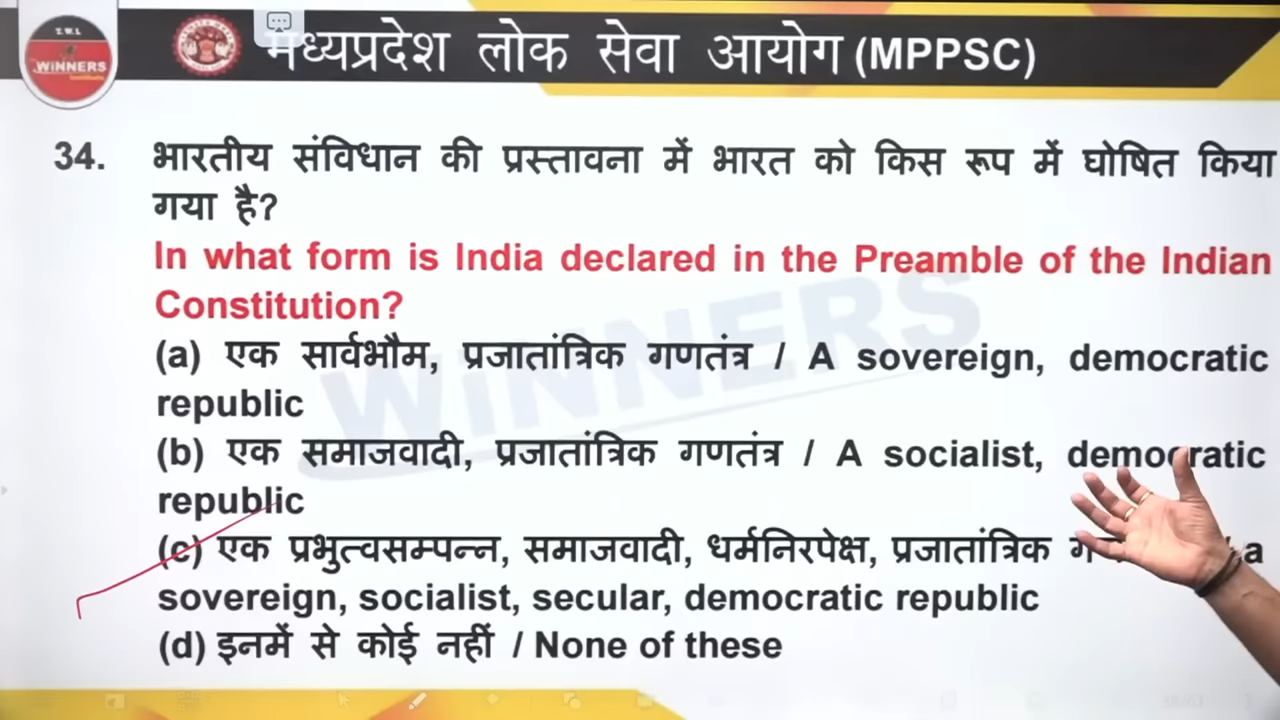 T.W.I.
WiNNERS
मध्यप्रदेश लोक सेवा आयोग (MPPSC)
34. भारतीय संविधान की प्रस्तावना में भारत को किस रूप में घोषित किया
गया है?
In what form is India declared in the Preamble of the Indian
Constitution?
(a) एक सार्वभौम, प्रजातांत्रिक गणतंत्र / A sovereign, democratic
republic
(b) एक समाजवादी, प्रजातांत्रिक गणतंत्र / A socialist, democratic
republic
(c) एक प्रभुत्वसम्पन्न, समाजवादी, धर्मनिरपेक्ष, प्रजातांत्रिक a
sovereign, socialist, secular, democratic republic
(d) इनमें से कोई नहीं / None of these
WiNNERS